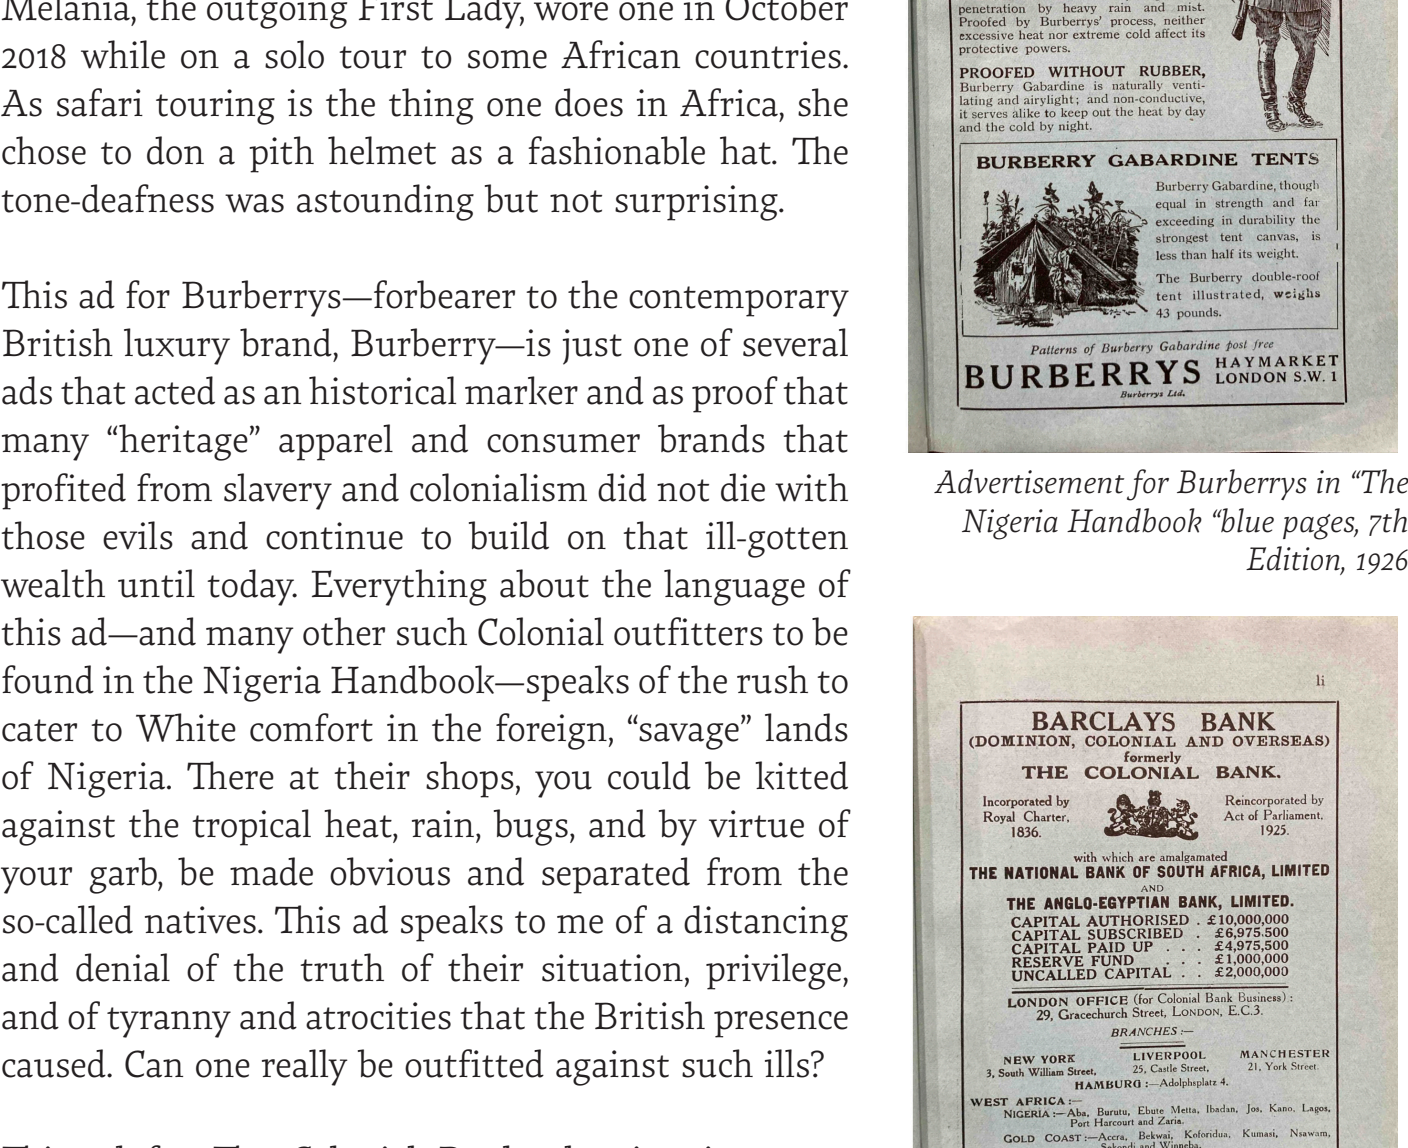 Melania, the outgoing First Lady, wore one in October
2018 while on a solo tour to some African countries.
As safari touring is the thing one does in Africa, she
chose to don a pith helmet as a fashionable hat. The
tone-deafness was astounding but not surprising.
This ad for Burberrys—forbearer to the contemporary
British luxury brand, Burberry—is just one of several
ads that acted as an historical marker and as proof that
many “heritage” apparel and consumer brands that
profited from slavery and colonialism did not die with
those evils and continue to build on that ill-gotten
wealth until today. Everything about the language of
this ad—and many other such Colonial outfitters to be
found in the Nigeria Handbook—speaks of the rush to
cater to White comfort in the foreign, “savage” lands
of Nigeria. There at their shops, you could be kitted
against the tropical heat, rain, bugs, and by virtue of
your garb, be made obvious and separated from the
so-called natives. This ad speaks to me of a distancing
and denial of the truth of their situation, privilege,
and of tyranny and atrocities that the British presence
caused. Can one really be outfitted against such ills?
penetration by heavy rain and mist.
Proofed by Burberrys' process, neither
excessive heat nor extreme cold affect its
protective powers.
PROOFED WITHOUT RUBBER,
Burberry Gabardine is naturally venti-
lating and airylight; and non-conductive,
it serves alike to keep out the heat by day
and the cold by night.
BURBERRY GABARDINE TENTS
Burberry Gabardine, though
equal in strength and far
exceeding in durability the
strongest tent canvas, is
less than half its weight.
The Burberry double-roof
tent illustrated, weighs
43 pounds.
Patterns of Burberry Gabardine post free
BURBERRYS HAYMARKET
LONDON S.W. 1
Burberrys Ltd.
Advertisement for Burberrys in “The
Nigeria Handbook “blue pages, 7th
Edition, 1926
li
BARCLAYS BANK
(DOMINION, COLONIAL AND OVERSEAS)
formerly
THE COLONIAL BANK.
Incorporated by
Royal Charter,
1836.
Reincorporated by
Act of Parliament,
1925.
with which are amalgamated
THE NATIONAL BANK OF SOUTH AFRICA, LIMITED
AND
THE ANGLO-EGYPTIAN BANK, LIMITED.
CAPITAL AUTHORISED . £10,000,000
CAPITAL SUBSCRIBED . £6,975,500
CAPITAL PAID UP . . . £4,975,500
RESERVE FUND . . . £1,000,000
UNCALLED CAPITAL . . £2,000,000
LONDON OFFICE (for Colonial Bank Business) :
29, Gracechurch Street, LONDON, E.C.3.
BRANCHES :—
NEW YORK
3, South William Street,
LIVERPOOL
25, Castle Street,
MANCHESTER
21, York Street.
HAMBURG :—Adolphsplatz 4.
WEST AFRICA :—
NIGERIA :—Aba, Burutu, Ebute Metta, Ibadan, Jos, Kano, Lagos,
Port Harcourt and Zaria.
GOLD COAST :—Accra, Bekwai, Koforidua, Kumasi, Nsawam,